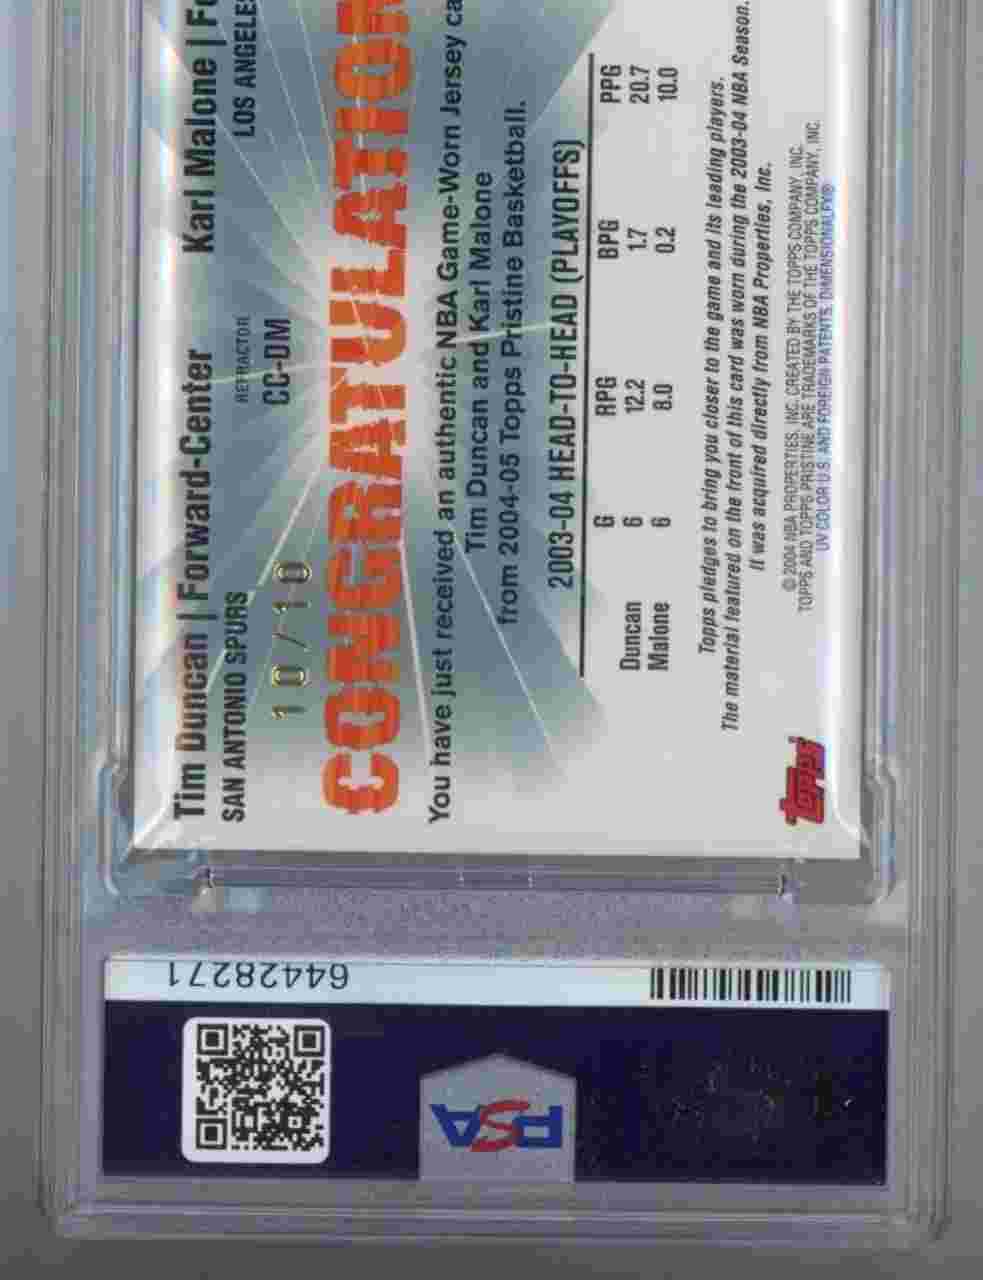 Tim Duncan | Forward-Center
SAN ANTONIO SPURS
10/10
REFRACTOR
CC-DM
Karl Malone |
LOS ANGELES
CONGRATULATION
You have just received an authentic NBA Game-Worn Jersey
Tim Duncan and Karl Malone
from 2004-05 Topps Pristine Basketball.
2003-04 HEAD-TO-HEAD (PLAYOFFS)
G RPG BPG PPG
Duncan 6 12.2 1.7 20.7
Malone 6 8.0 0.2 10.0
Topps pledges to bring you closer to the game and its leading players.
The material featured on the front of this card was worn during the 2003-04 NBA Season.
It was acquired directly from NBA Properties, Inc.
© 2004 NBA PROPERTIES, INC. CREATED BY THE TOPPS COMPANY, INC.
TOPPS AND TOPPS PRISTINE ARE TRADEMARKS OF THE TOPPS COMPANY, INC.
UV COLOR U.S. AND FOREIGN PATENTS, DIMENSIONALFX®
topps
64428271
PSA